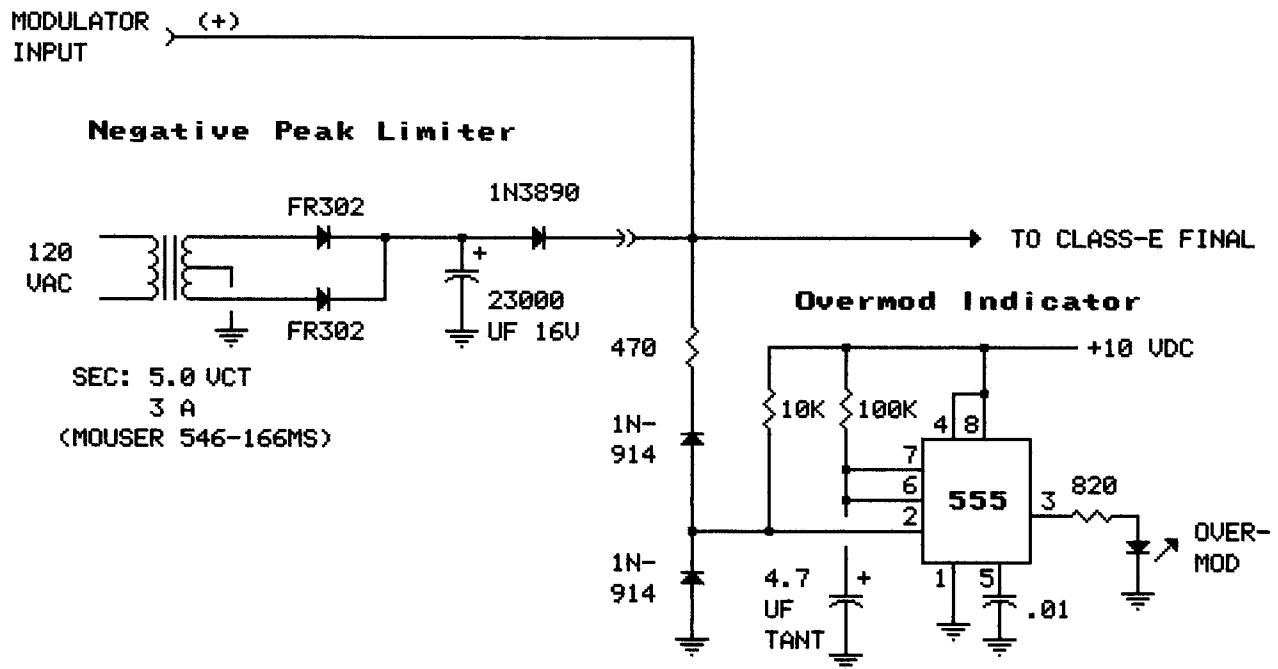 MODULATOR INPUT
(+)
Negative Peak Limiter
1N3890
FR302
120 VAC
TO CLASS-E FINAL
+
23000 UF 16V
FR302
Overmod Indicator
470
+10 VDC
SEC: 5.0 VCT
3 A
(MOUSER 546-166MS)
10K
100K
1N-914
4
8
7
6
2
555
3
820
OVER-MOD
1N-914
4.7 UF TANT
+
1
5
.01